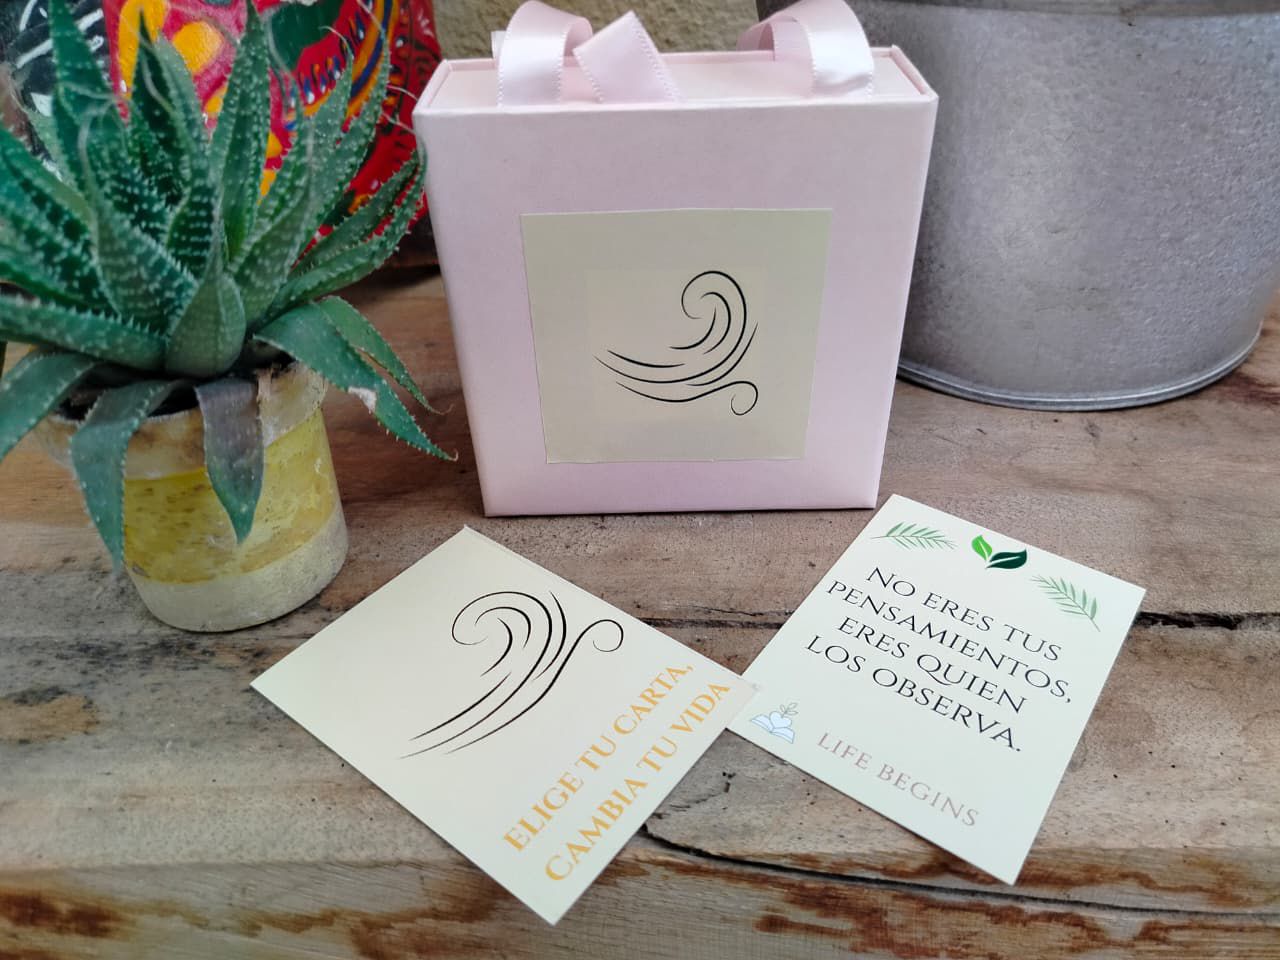 ELIGE TU CARTA,
CAMBIA TU VIDA
NO ERES TUS
PENSAMIENTOS,
ERES QUIEN
LOS OBSERVA.
LIFE BEGINS